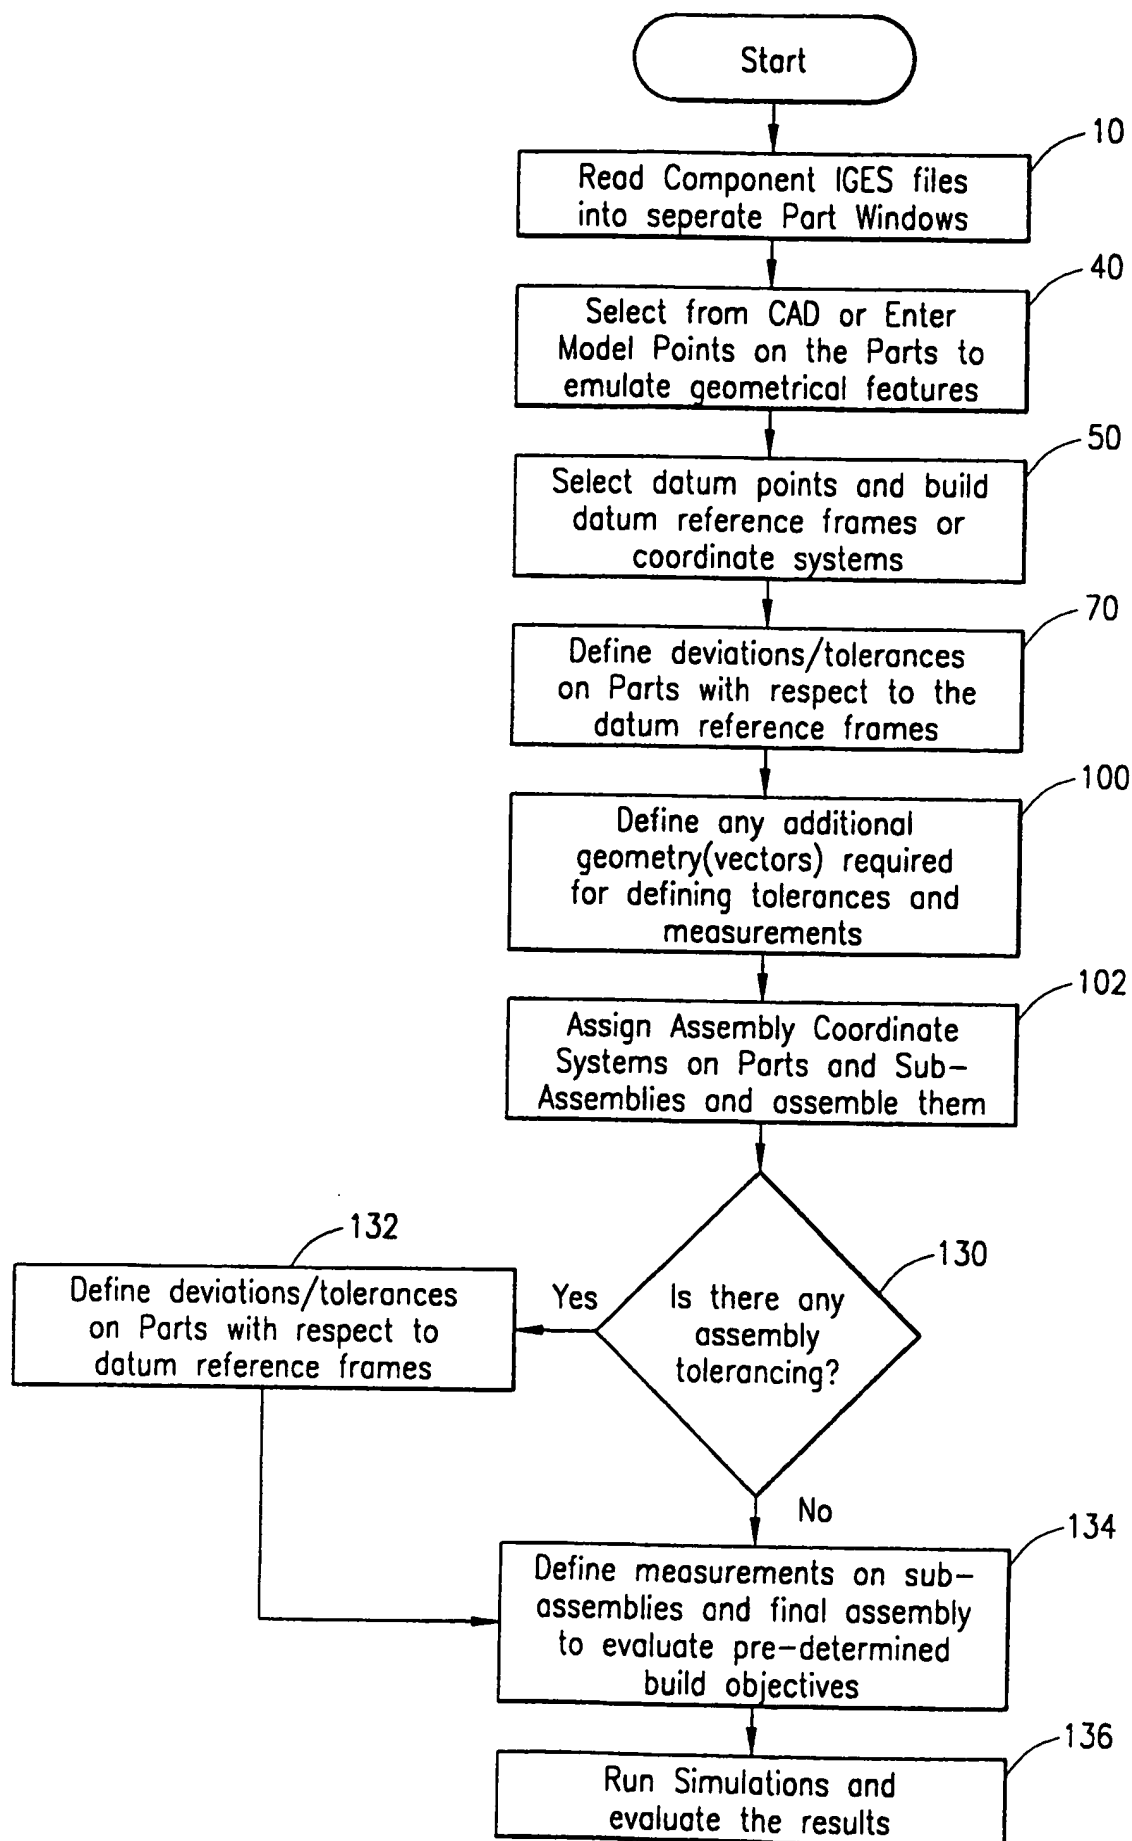 Start
10
Read Component IGES files
into seperate Part Windows
40
Select from CAD or Enter
Model Points on the Parts to
emulate geometrical features
50
Select datum points and build
datum reference frames or
coordinate systems
70
Define deviations/tolerances
on Parts with respect to the
datum reference frames
100
Define any additional
geometry(vectors) required
for defining tolerances and
measurements
102
Assign Assembly Coordinate
Systems on Parts and Sub-
Assemblies and assemble them
130
Is there any
assembly
tolerancing?
Yes
132
Define deviations/tolerances
on Parts with respect to
datum reference frames
No
134
Define measurements on sub-
assemblies and final assembly
to evaluate pre-determined
build objectives
136
Run Simulations and
evaluate the results